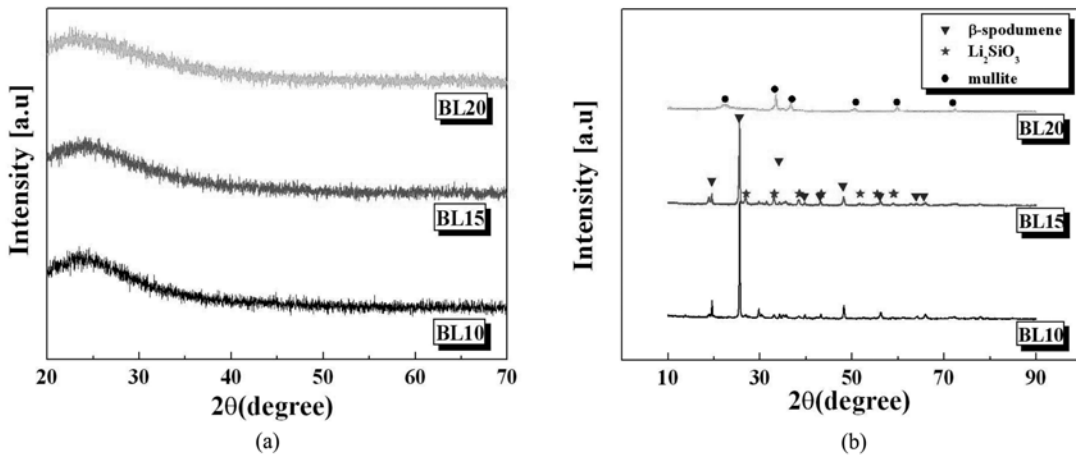 Intensity [a.u]
BL20
BL15
BL10
20 30 40 50 60 70
2θ(degree)
(a)
Intensity [a.u]
β-spodumene
Li₂SiO₃
mullite
BL20
BL15
BL10
10 30 50 70 90
2θ(degree)
(b)